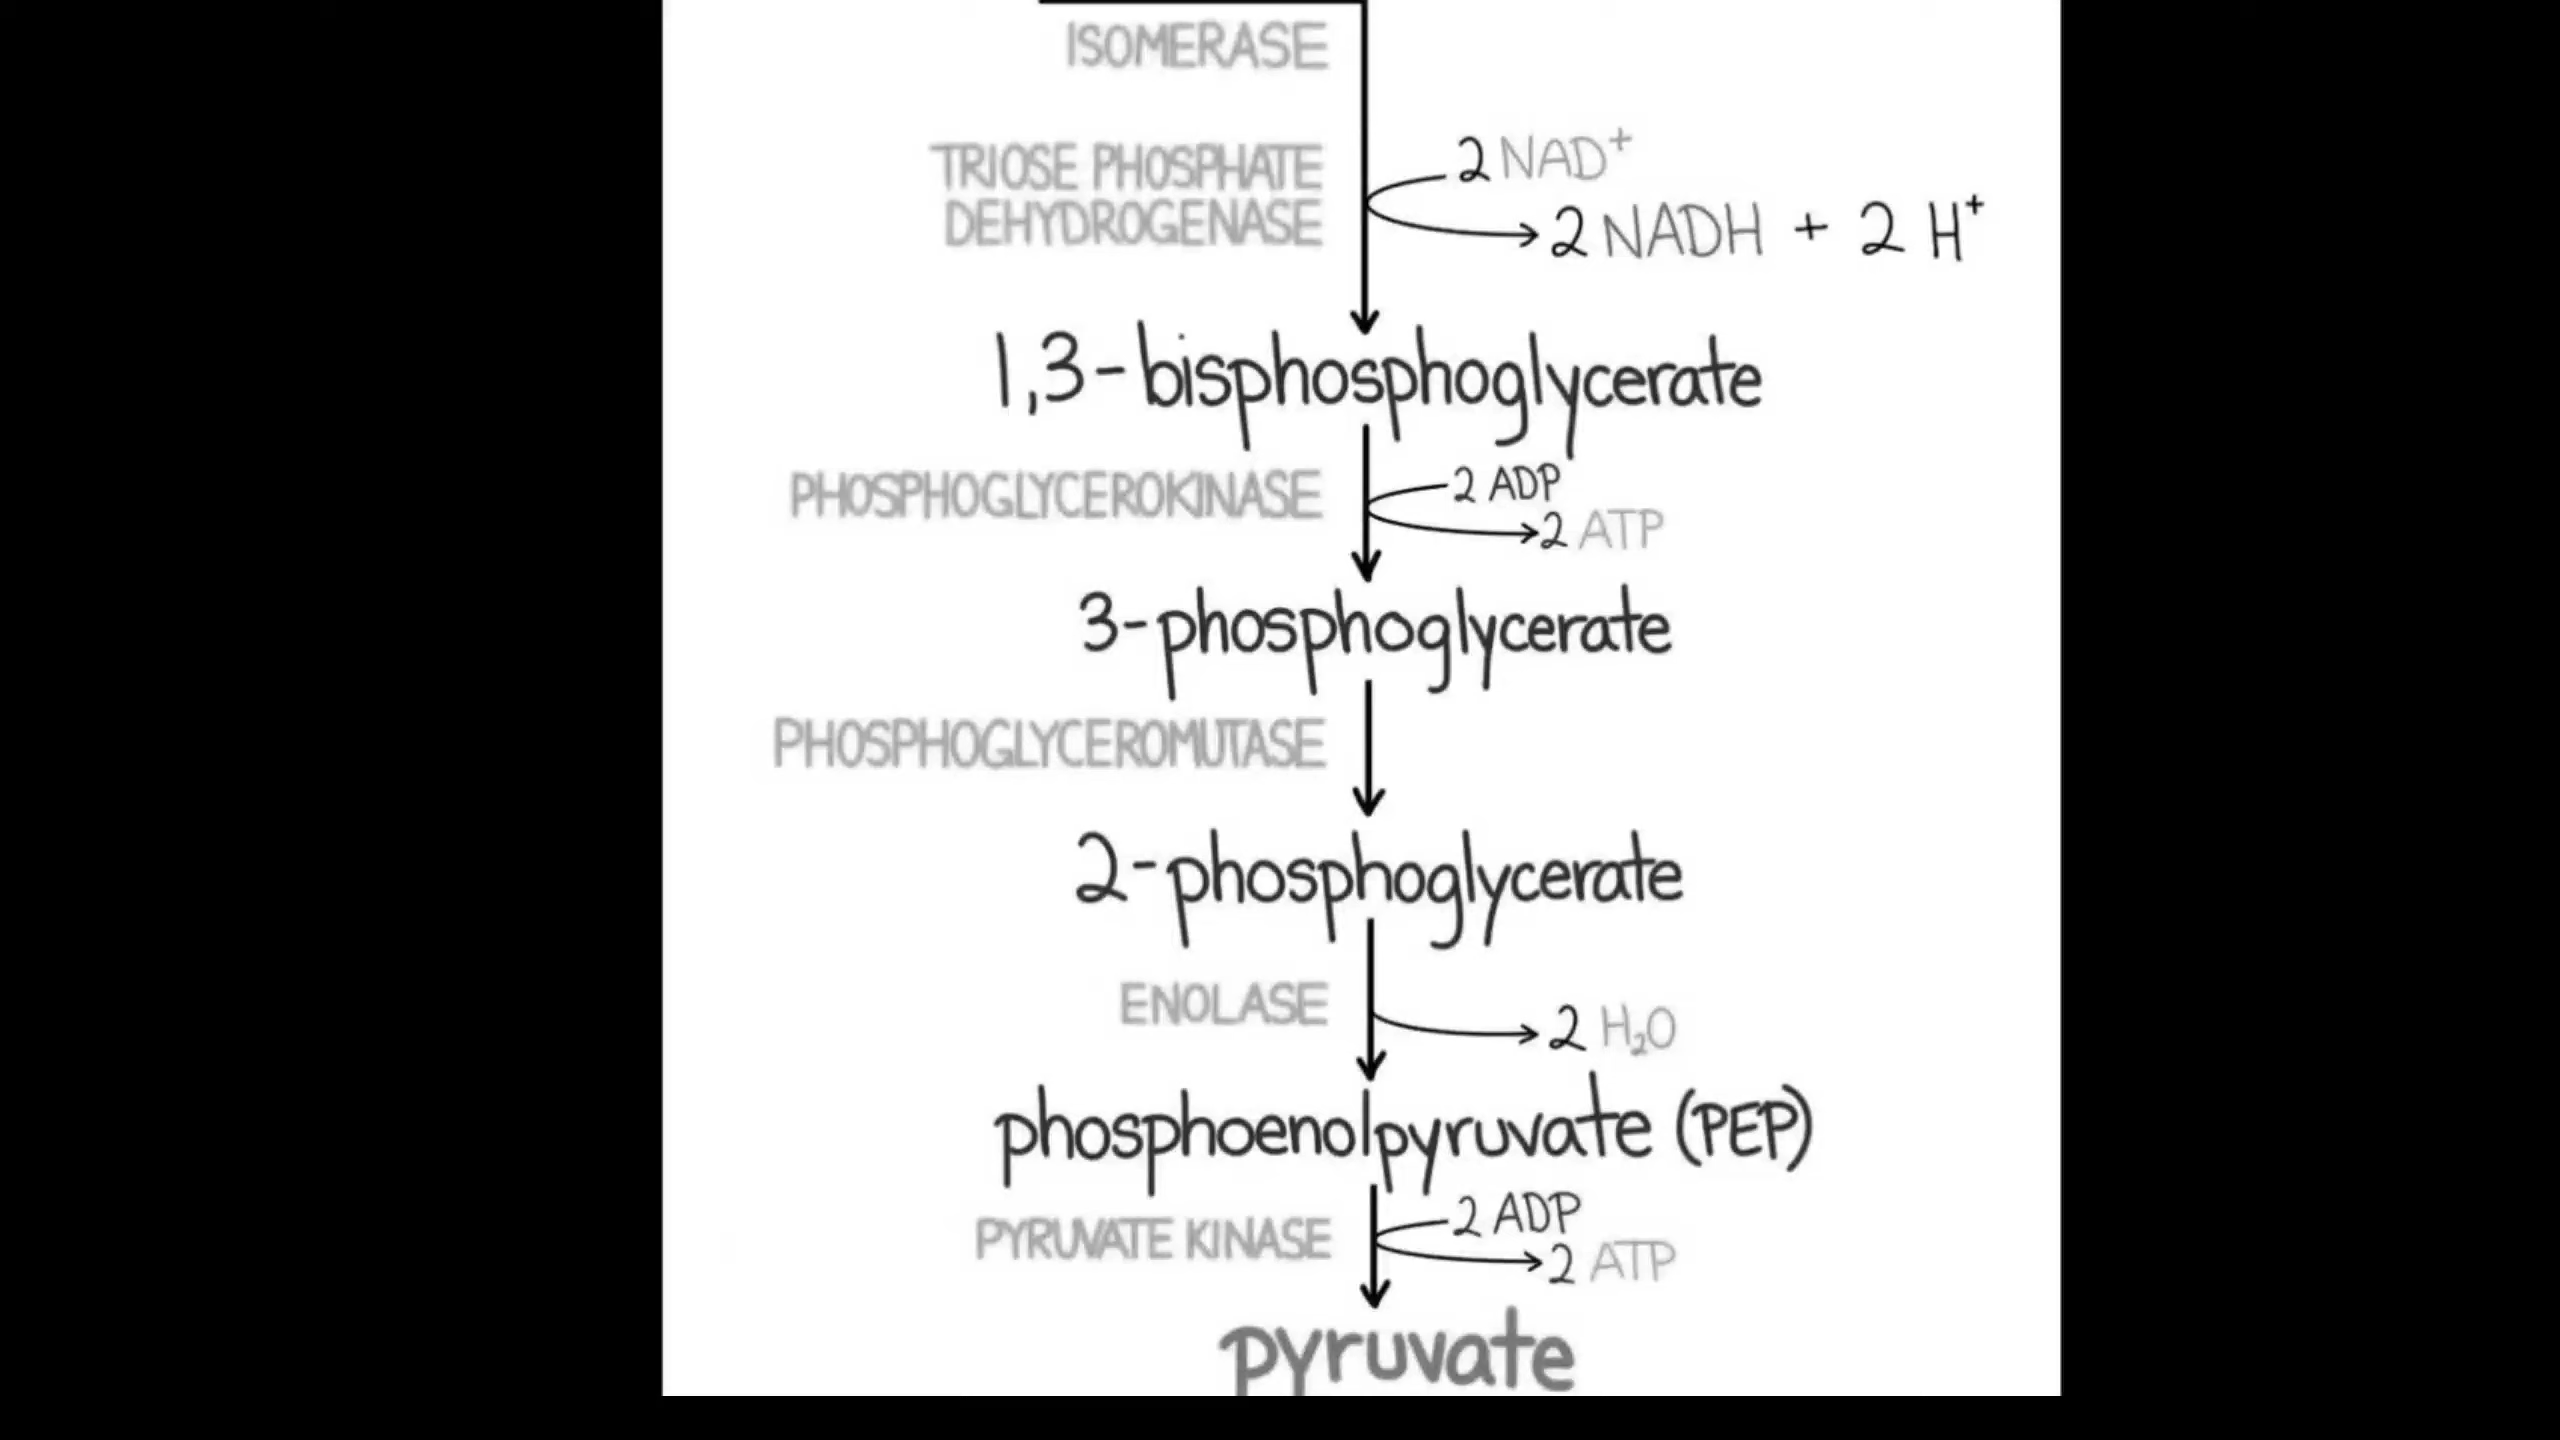 ISOMERASE
TRIOSE PHOSPHATE
DEHYDROGENASE
2 NAD⁺
2 NADH + 2 H⁺
1,3-bisphosphoglycerate
PHOSPHOGLYCEROKINASE
2 ADP
2 ATP
3-phosphoglycerate
PHOSPHOGLYCEROMUTASE
2-phosphoglycerate
ENOLASE
2 H₂O
phosphoenolpyruvate (PEP)
PYRUVATE KINASE
2 ADP
2 ATP
pyruvate